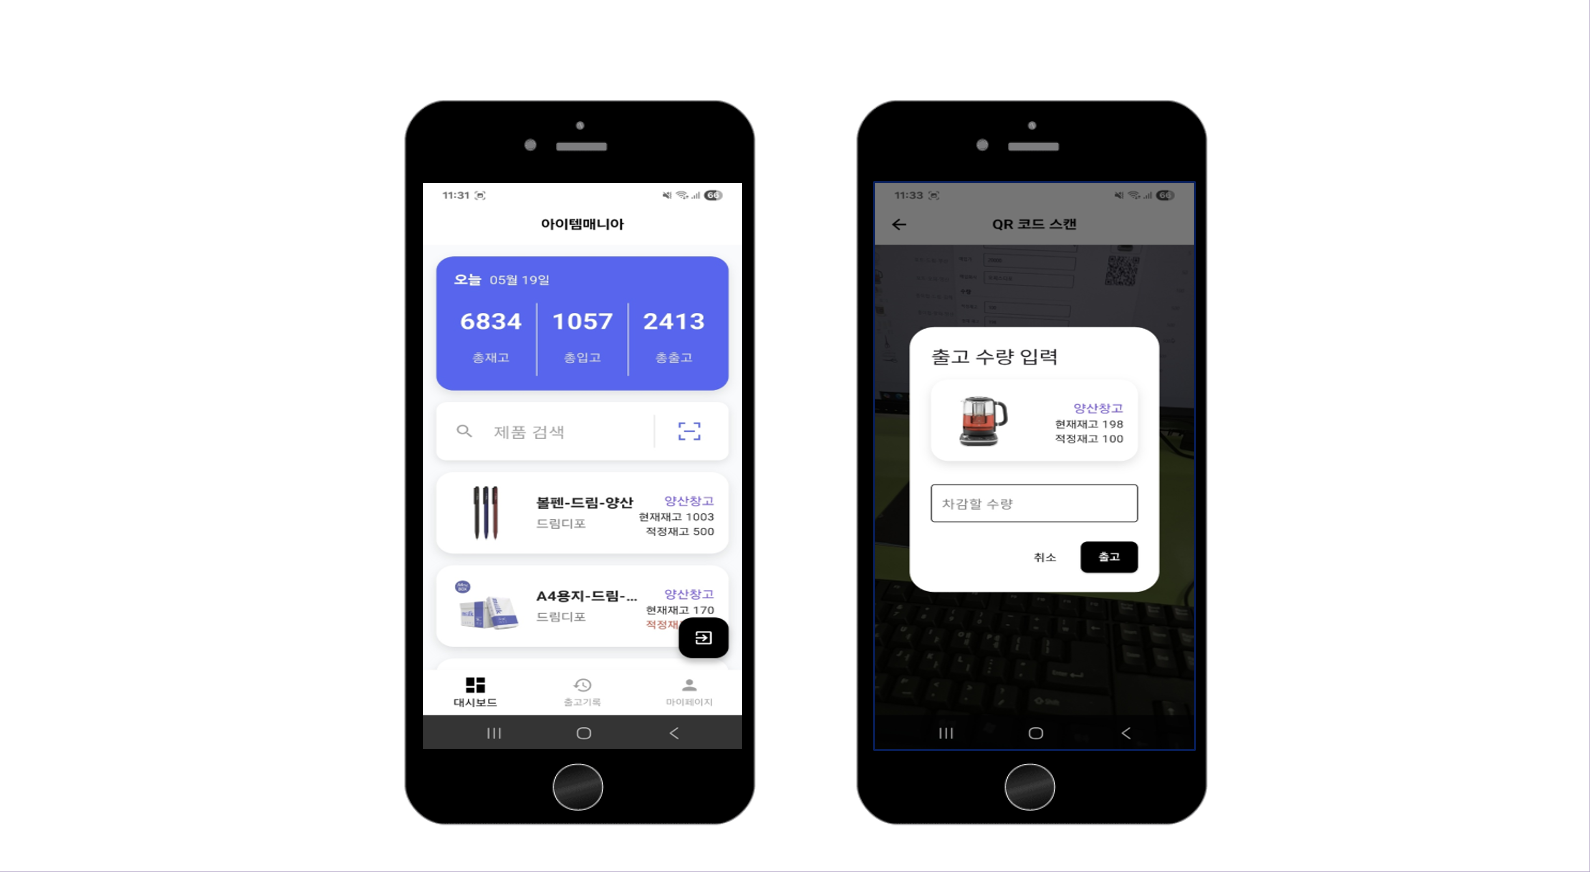 11:31
64
아이템매니아
오늘 05월 19일
6834 1057 2413
총재고 총입고 총출고
제품 검색
볼펜-드림-양산
드림디포
양산창고
현재재고 1003
적정재고 500
A4용지-드림-...
드림디포
양산창고
현재재고 170
적정재
대시보드 출고기록 마이페이지
11:33
64
QR 코드 스캔
출고 수량 입력
양산창고
현재재고 198
적정재고 100
차감할 수량
취소 출고